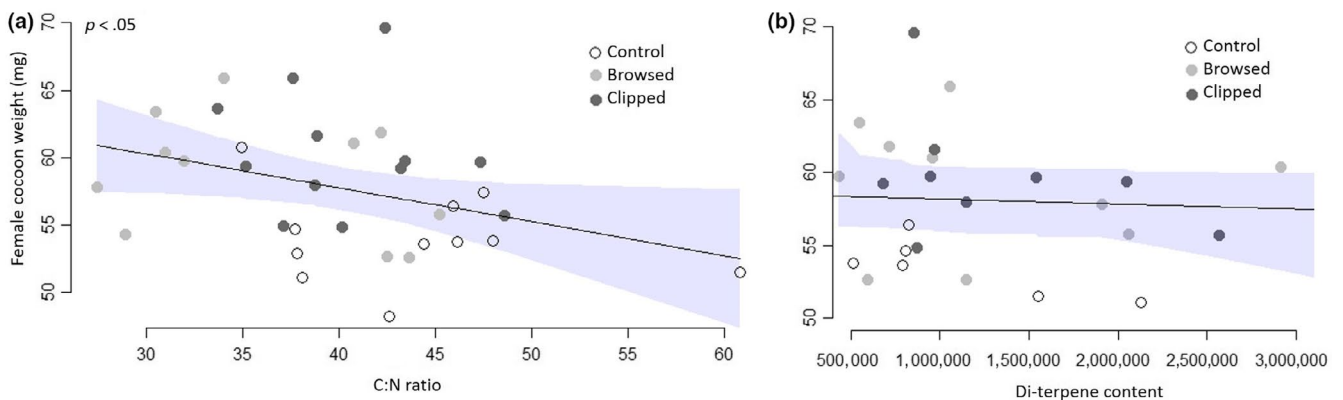 (a)
p < .05
Female cocoon weight (mg)
70
65
60
55
50
Control
Browsed
Clipped
30 35 40 45 50 55 60
C:N ratio
(b)
70
65
60
55
50
Control
Browsed
Clipped
500,000 1,000,000 1,500,000 2,000,000 2,500,000 3,000,000
Di-terpene content